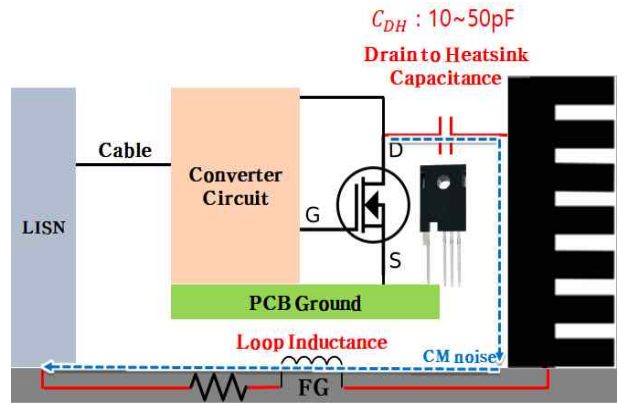 C_DH : 10~50pF
Drain to Heatsink
Capacitance
Cable
D
Converter
Circuit
G
LISN
S
PCB Ground
Loop Inductance
CM noise
FG